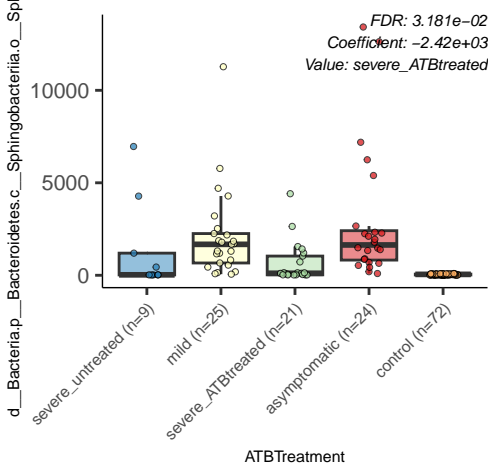 FDR: 3.181e−02
Coefficient: −2.42e+03
Value: severe_ATBtreated
d__Bacteria.p__Bacteroidetes.c__Sphingobacteriia.o__Sp
10000
5000
0
severe_untreated (n=9)
mild (n=25)
severe_ATBtreated (n=21)
asymptomatic (n=24)
control (n=72)
ATBTreatment